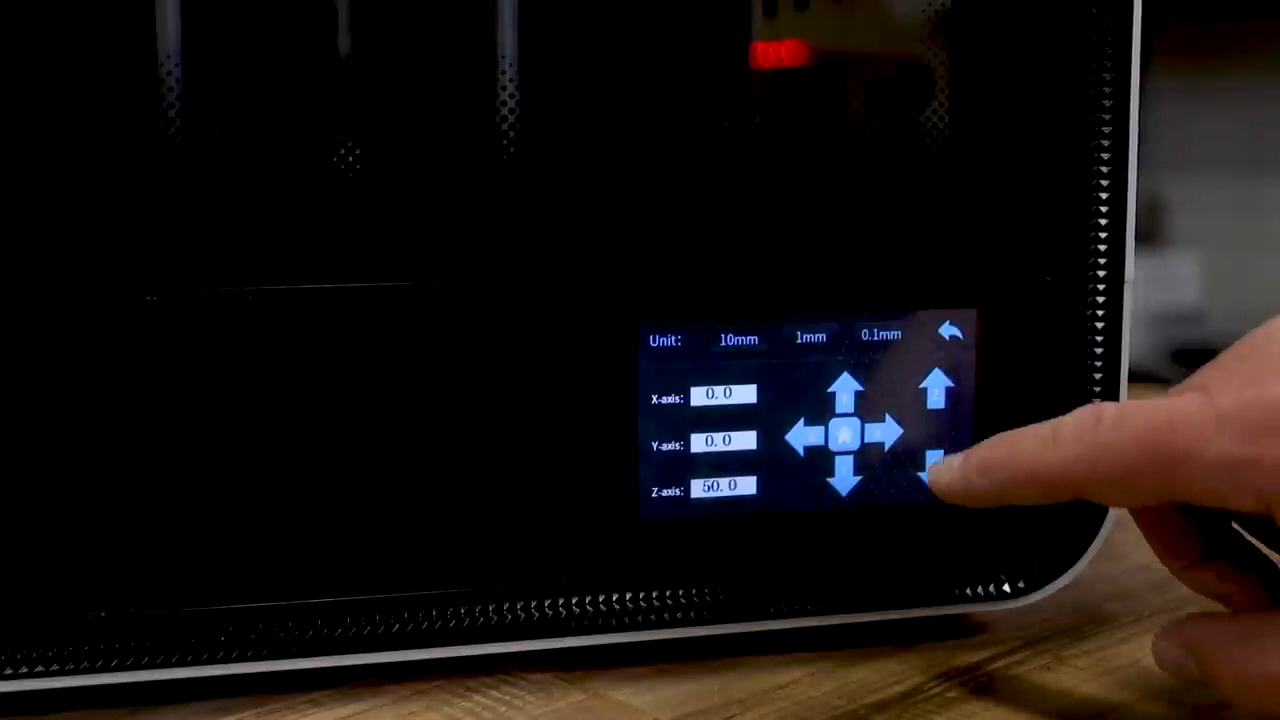 Unit: 10mm 1mm 0.1mm
X-axis: 0.0
Y-axis: 0.0
Z-axis: 50.0
Z